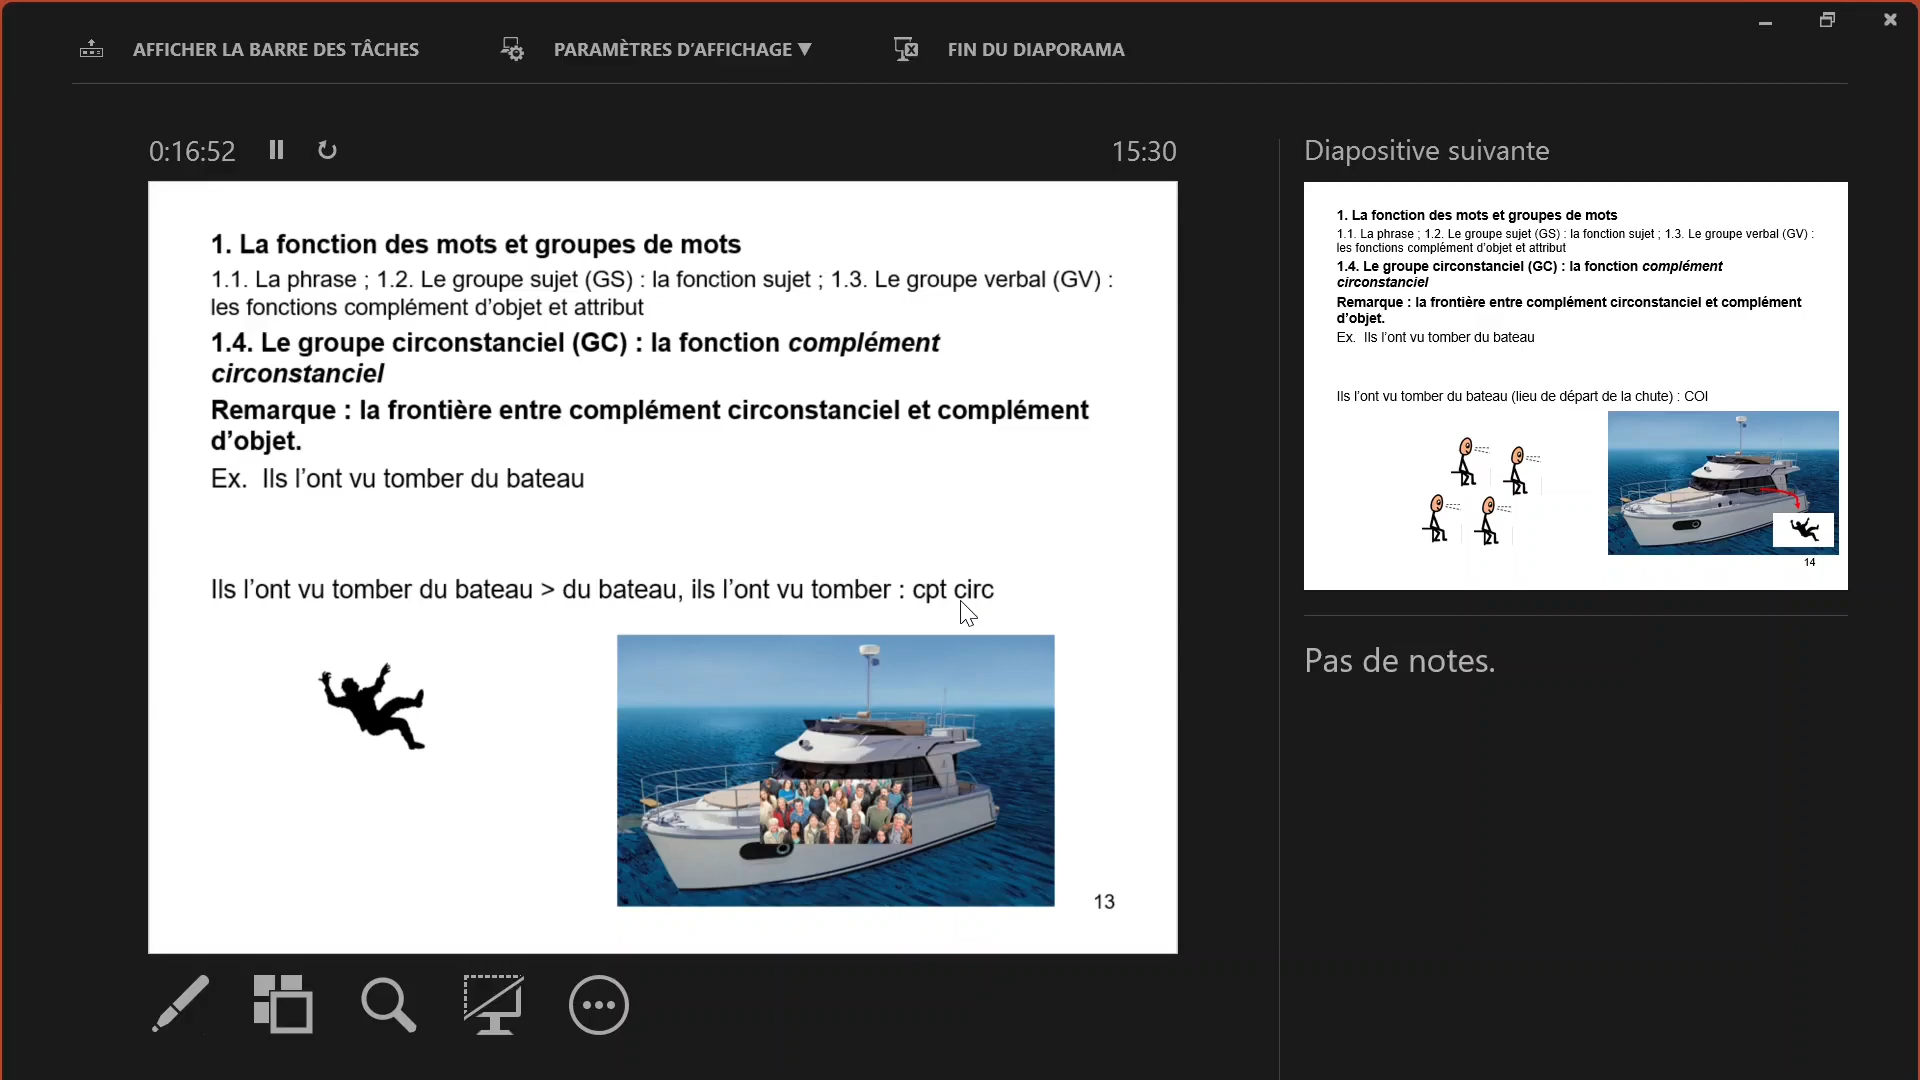 AFFICHER LA BARRE DES TÂCHES
PARAMÈTRES D'AFFICHAGE ▼
FIN DU DIAPORAMA
0:16:52
15:30
1. La fonction des mots et groupes de mots
1.1. La phrase ; 1.2. Le groupe sujet (GS) : la fonction sujet ; 1.3. Le groupe verbal (GV) :
les fonctions complément d'objet et attribut
1.4. Le groupe circonstanciel (GC) : la fonction complément
circonstanciel
Remarque : la frontière entre complément circonstanciel et complément
d'objet.
Ex. Ils l'ont vu tomber du bateau
Ils l'ont vu tomber du bateau > du bateau, ils l'ont vu tomber : cpt circ
13
Diapositive suivante
1. La fonction des mots et groupes de mots
1.1. La phrase ; 1.2. Le groupe sujet (GS) : la fonction sujet ; 1.3. Le groupe verbal (GV) :
les fonctions complément d'objet et attribut
1.4. Le groupe circonstanciel (GC) : la fonction complément
circonstanciel
Remarque : la frontière entre complément circonstanciel et complément
d'objet.
Ex. Ils l'ont vu tomber du bateau
Ils l'ont vu tomber du bateau (lieu de départ de la chute) : COI
14
Pas de notes.